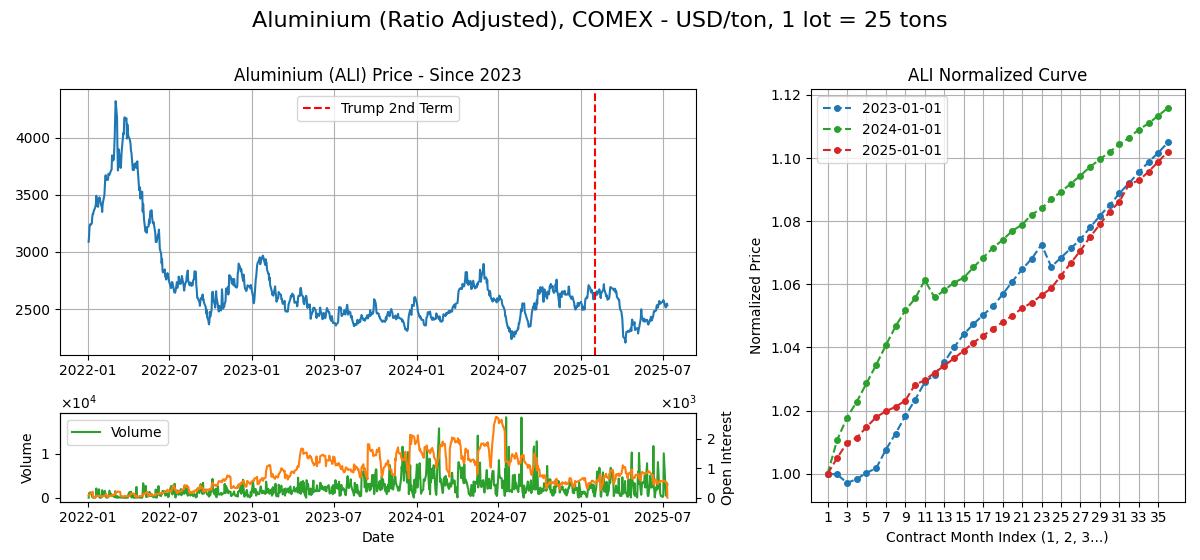 Aluminium (Ratio Adjusted), COMEX - USD/ton, 1 lot = 25 tons
Aluminium (ALI) Price - Since 2023
Trump 2nd Term
4000
3500
3000
2500
2022-01 2022-07 2023-01 2023-07 2024-01 2024-07 2025-01 2025-07
×10⁴ ×10³
Volume
Volume
1
0
2
1
0
Open Interest
2022-01 2022-07 2023-01 2023-07 2024-01 2024-07 2025-01 2025-07
Date
ALI Normalized Curve
2023-01-01
2024-01-01
2025-01-01
Normalized Price
1.12
1.10
1.08
1.06
1.04
1.02
1.00
1 3 5 7 9 11 13 15 17 19 21 23 25 27 29 31 33 35
Contract Month Index (1, 2, 3...)